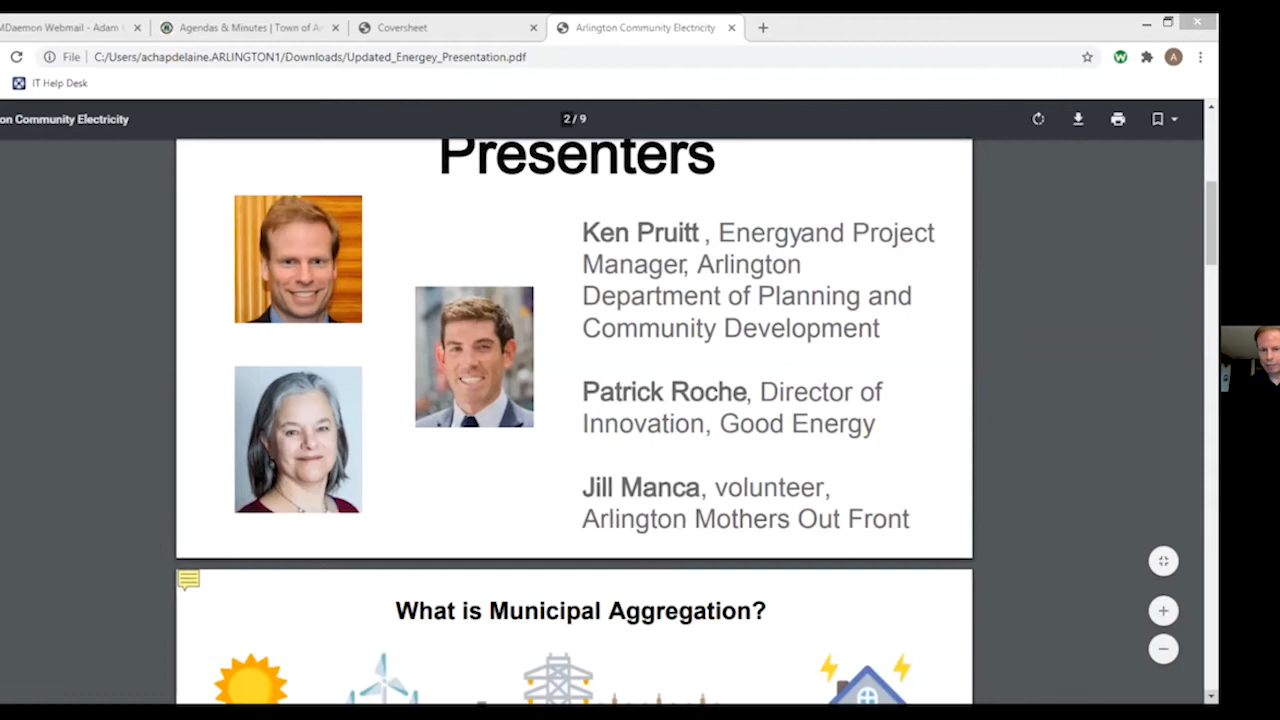 MDaemon Webmail - Adam
Agendas & Minutes | Town of A
Coversheet
Arlington Community Electricity
File
C:/Users/achapdelaine.ARLINGTON1/Downloads/Updated_Energey_Presentation.pdf
W
A
IT Help Desk
on Community Electricity
2 / 9
Presenters
Ken Pruitt , Energyand Project
Manager, Arlington
Department of Planning and
Community Development
Patrick Roche, Director of
Innovation, Good Energy
Jill Manca, volunteer,
Arlington Mothers Out Front
What is Municipal Aggregation?